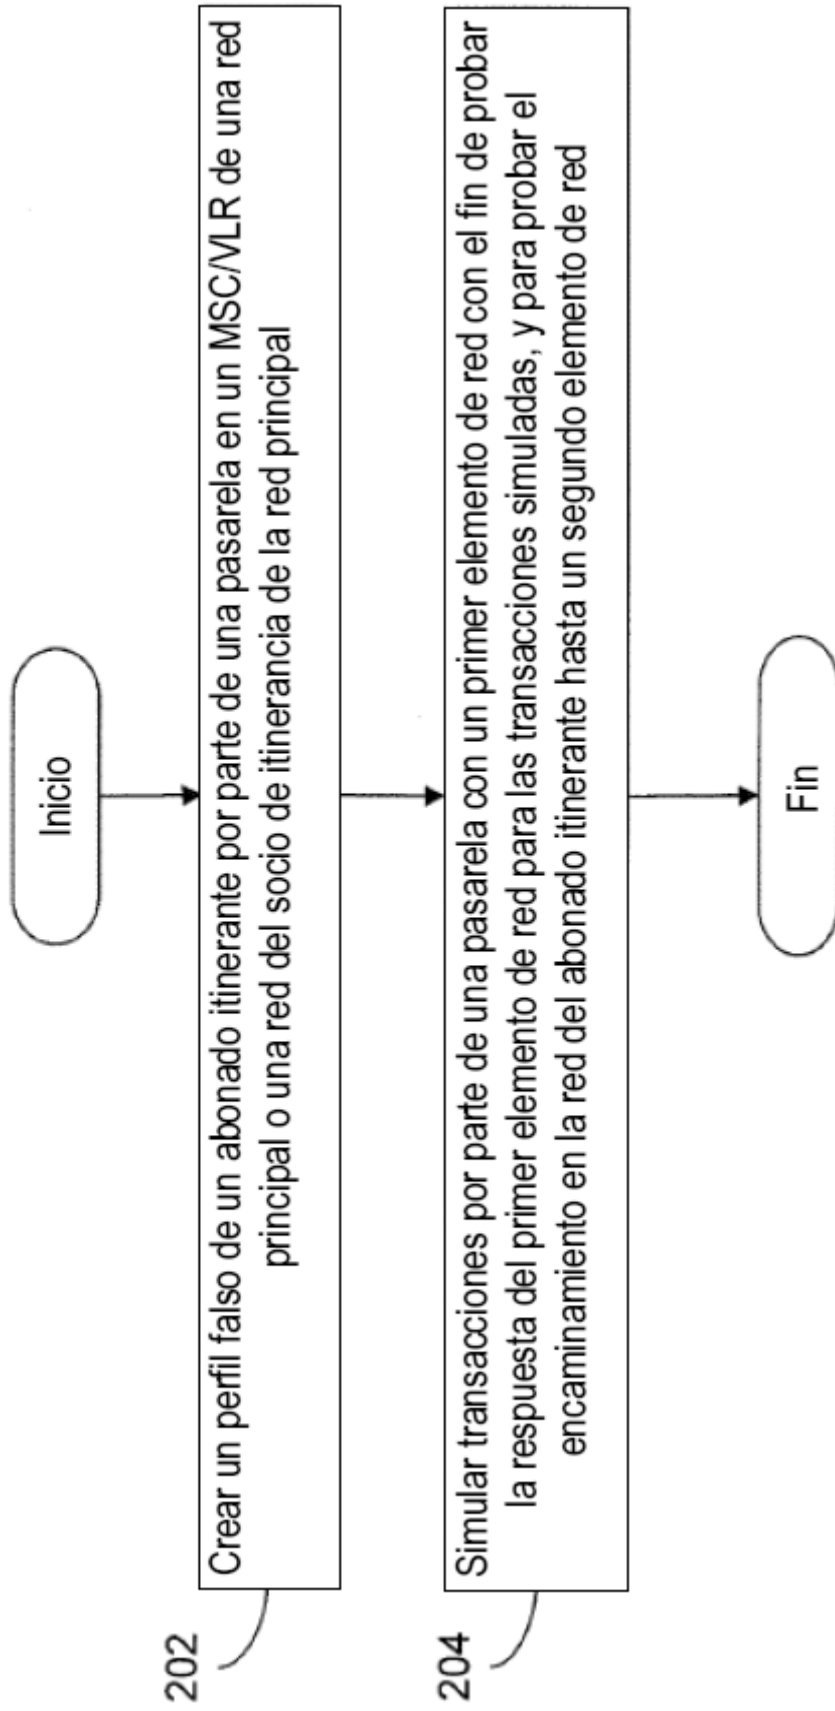 Inicio
202
Crear un perfil falso de un abonado itinerante por parte de una pasarela en un MSC/VLR de una red
principal o una red del socio de itinerancia de la red principal
204
Simular transacciones por parte de una pasarela con un primer elemento de red con el fin de probar
la respuesta del primer elemento de red para las transacciones simuladas, y para probar el
encaminamiento en la red del abonado itinerante hasta un segundo elemento de red
Fin